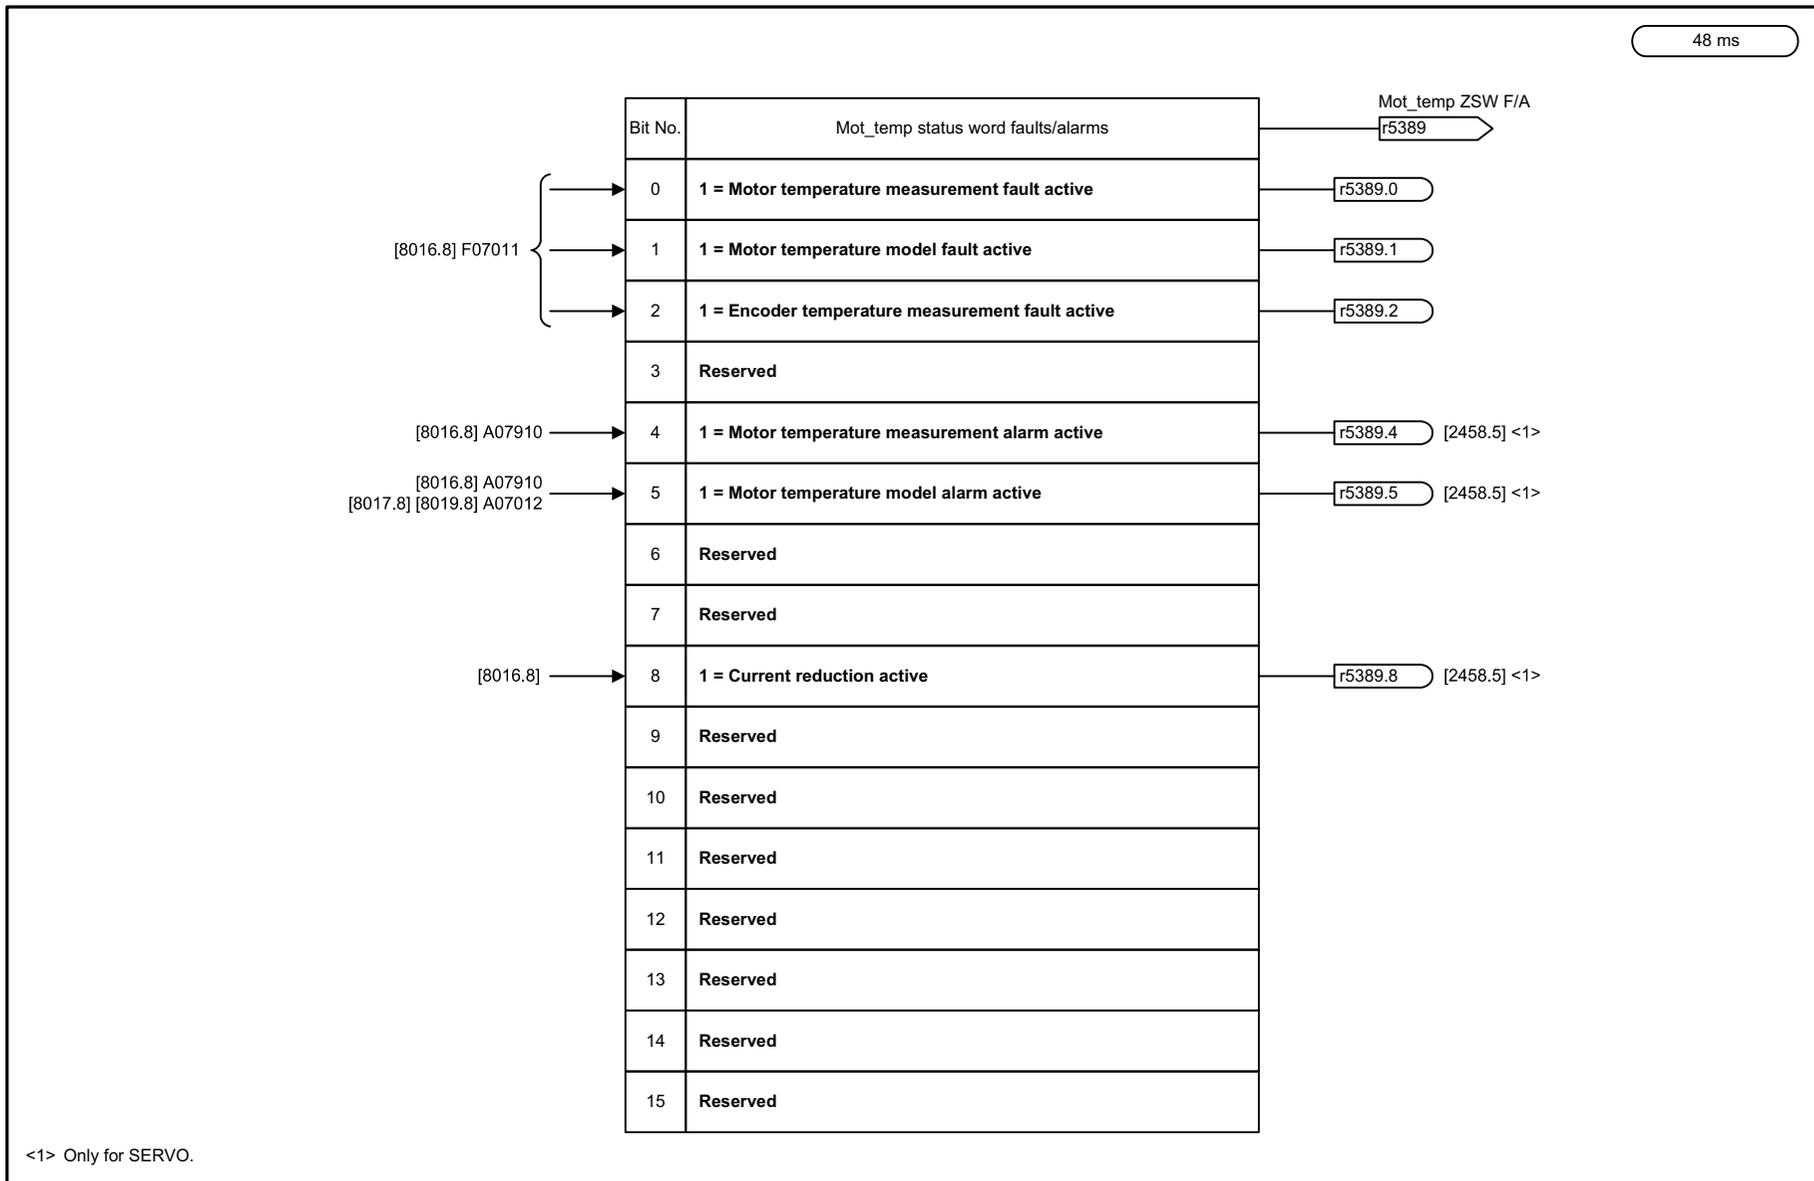 48 ms
Mot_temp ZSW F/A
Bit No. Mot_temp status word faults/alarms r5389
0 1 = Motor temperature measurement fault active r5389.0
[8016.8] F07011 1 1 = Motor temperature model fault active r5389.1
2 1 = Encoder temperature measurement fault active r5389.2
3 Reserved
[8016.8] A07910 4 1 = Motor temperature measurement alarm active r5389.4 [2458.5] <1>
[8016.8] A07910
[8017.8] [8019.8] A07012 5 1 = Motor temperature model alarm active r5389.5 [2458.5] <1>
6 Reserved
7 Reserved
[8016.8] 8 1 = Current reduction active r5389.8 [2458.5] <1>
9 Reserved
10 Reserved
11 Reserved
12 Reserved
13 Reserved
14 Reserved
15 Reserved
<1> Only for SERVO.